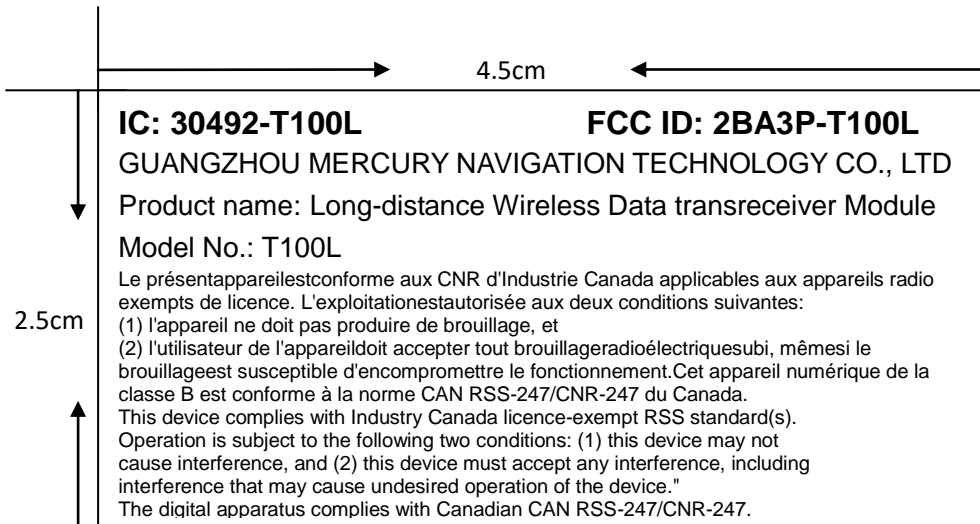 4.5cm
IC: 30492-T100L FCC ID: 2BA3P-T100L
GUANGZHOU MERCURY NAVIGATION TECHNOLOGY CO., LTD
Product name: Long-distance Wireless Data transreceiver Module
Model No.: T100L
Le présentappareilestconforme aux CNR d'Industrie Canada applicables aux appareils radio
exempts de licence. L'exploitationestautorisée aux deux conditions suivantes:
2.5cm
(1) l'appareil ne doit pas produire de brouillage, et
(2) l'utilisateur de l'appareildoit accepter tout brouillageradioélectriquesubi, mêmesi le
brouillageest susceptible d'encompromettre le fonctionnement.Cet appareil numérique de la
classe B est conforme à la norme CAN RSS-247/CNR-247 du Canada.
This device complies with Industry Canada licence-exempt RSS standard(s).
Operation is subject to the following two conditions: (1) this device may not
cause interference, and (2) this device must accept any interference, including
interference that may cause undesired operation of the device."
The digital apparatus complies with Canadian CAN RSS-247/CNR-247.